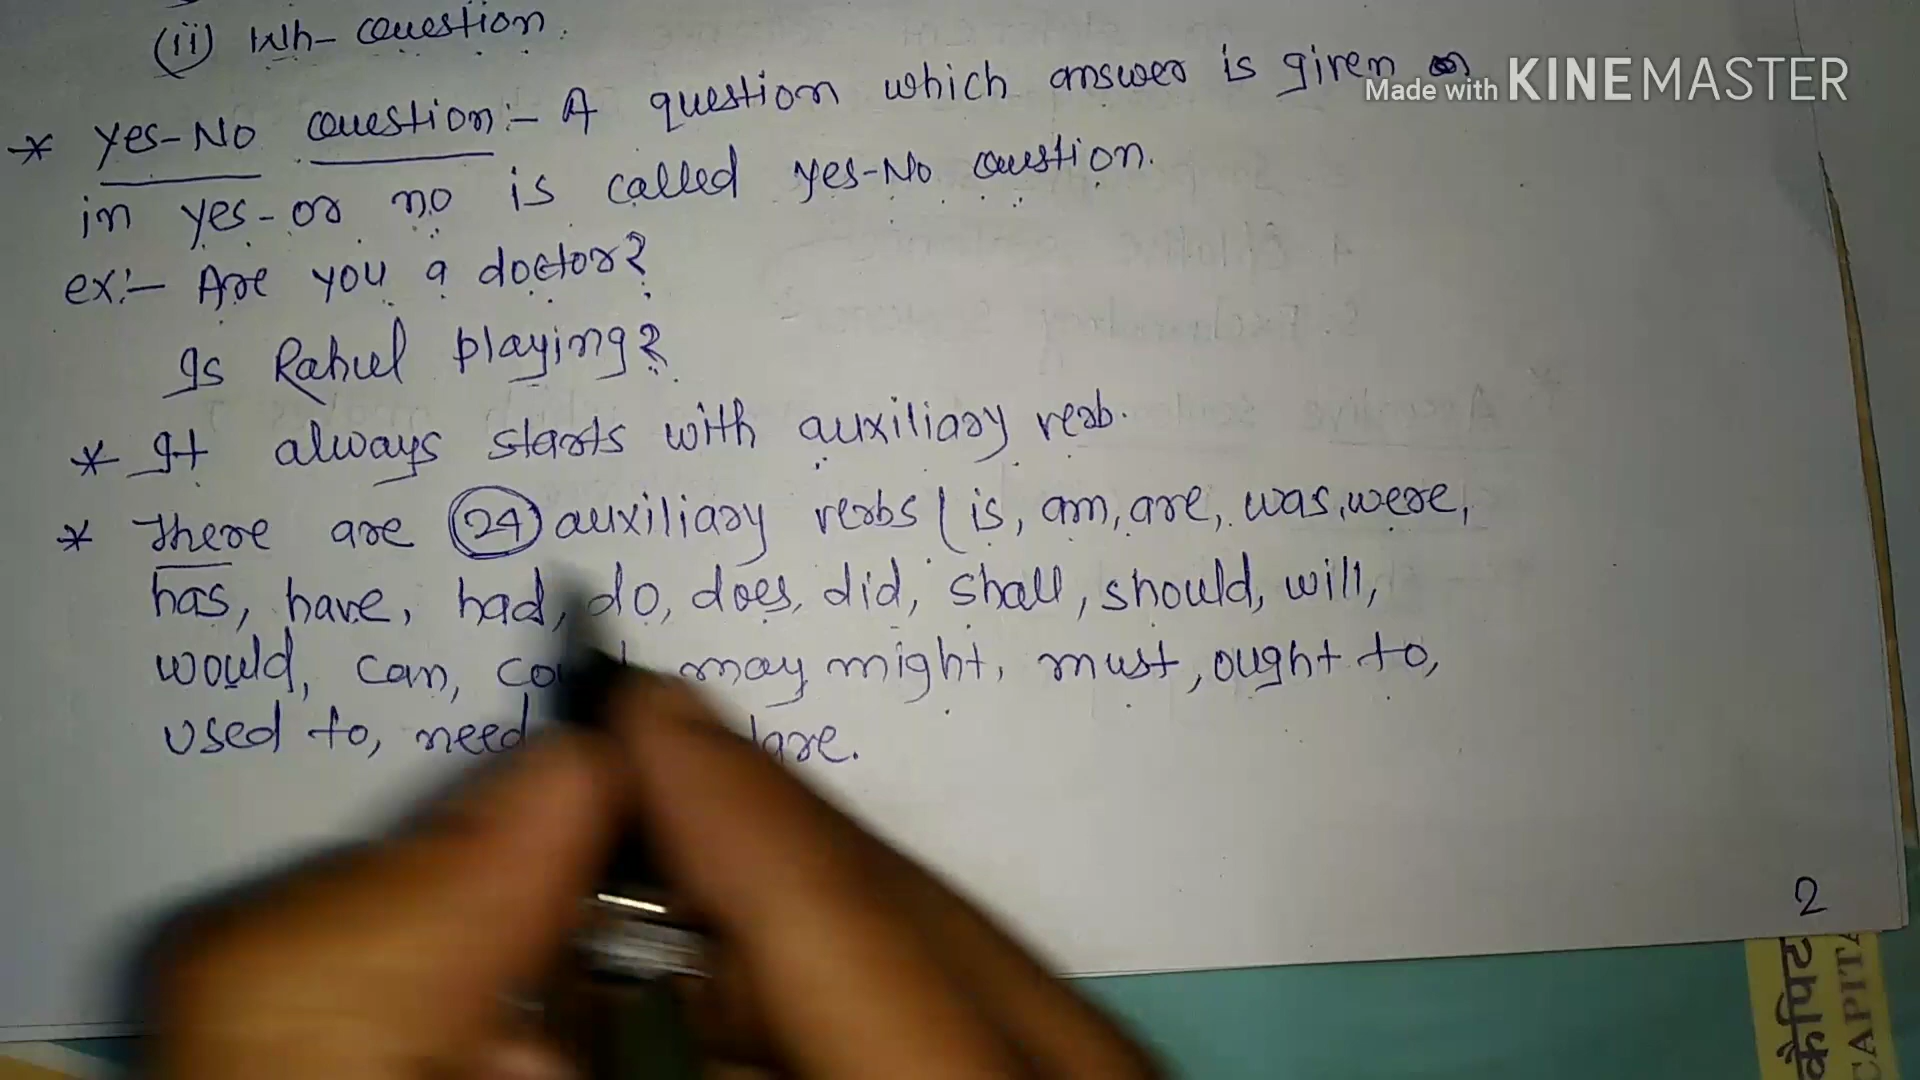 (ii) Wh- Question.
* Yes-No Question:- A question which answer is given
Made with KINEMASTER
in yes-or no is called yes-No Qustion.
ex:- Are you a doctor?
Is Rahul playing?
* It always starts with auxiliary verb.
* There are 24 auxiliary verbs (is, am, are, was, were,
has, have, had, do, does, did, shall, should, will,
would, can, may might, must, ought to,
used to, need
2
कैपिट
CAPITA